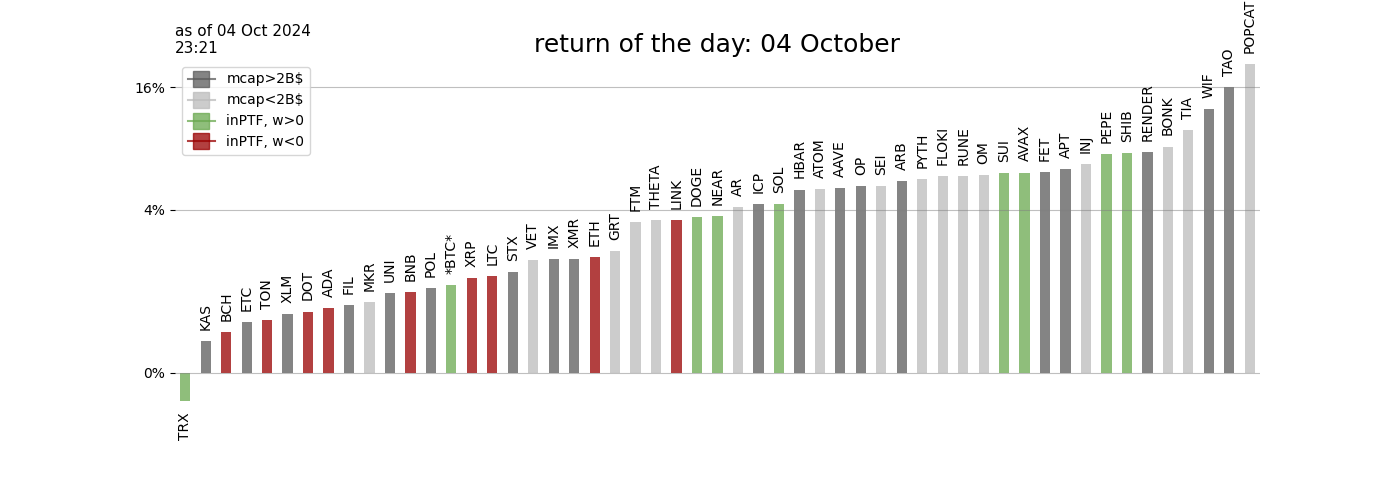 as of 04 Oct 2024
23:21
return of the day: 04 October
mcap>2B$
mcap<2B$
inPTF, w>0
inPTF, w<0
16%
4%
0%
TRX
KAS
BCH
ETC
TON
XLM
DOT
ADA
FIL
MKR
UNI
BNB
POL
*BTC*
XRP
LTC
STX
VET
IMX
XMR
ETH
GRT
FTM
THETA
LINK
DOGE
NEAR
AR
ICP
SOL
HBAR
ATOM
AAVE
OP
SEI
ARB
PYTH
FLOKI
RUNE
OM
SUI
AVAX
FET
APT
INJ
PEPE
SHIB
RENDER
BONK
TIA
WIF
TAO
POPCAT